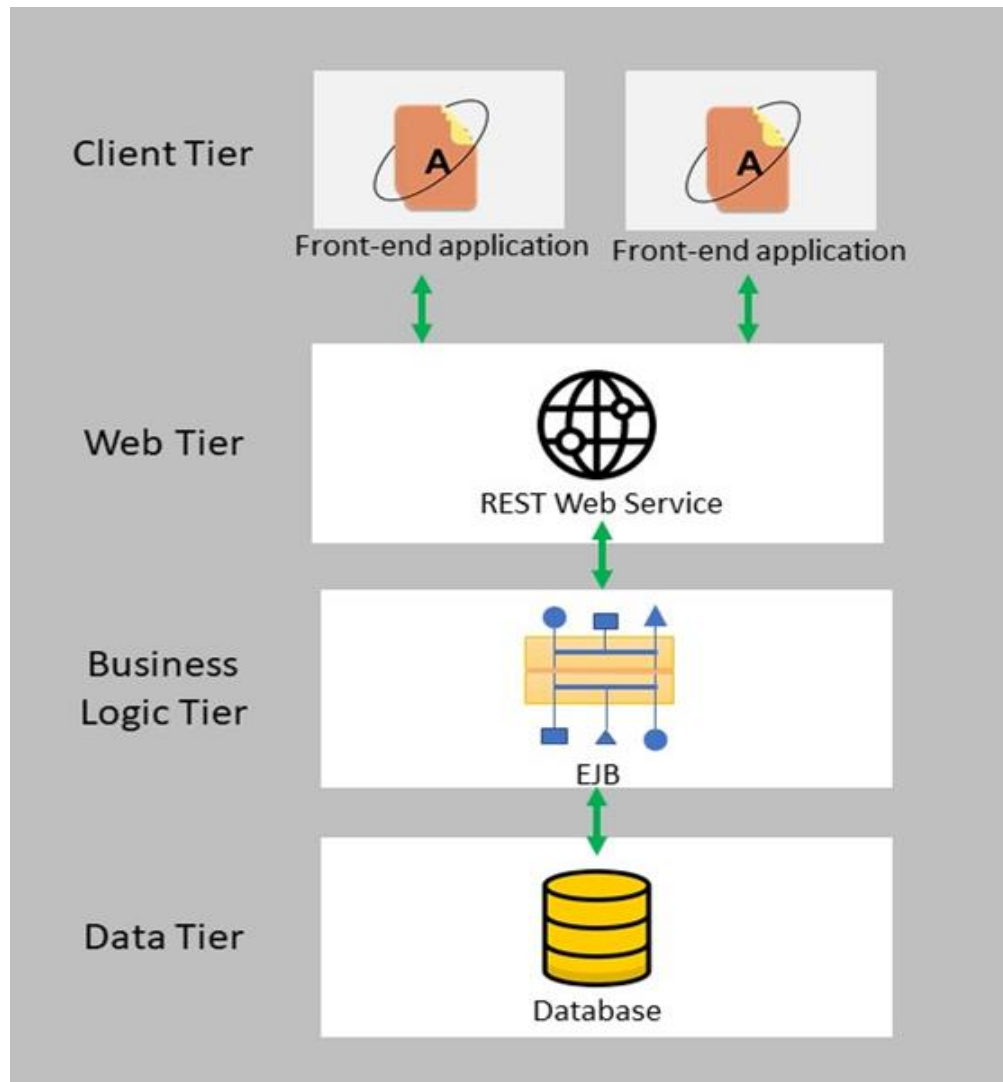 Client Tier
A
A
Front-end application
Front-end application
Web Tier
REST Web Service
Business
Logic Tier
EJB
Data Tier
Database